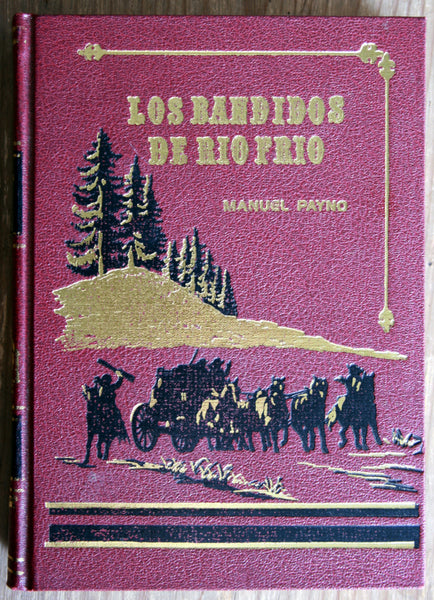 LOS BANDIDOS
DE RIO FRIO
MANUEL PAYNO